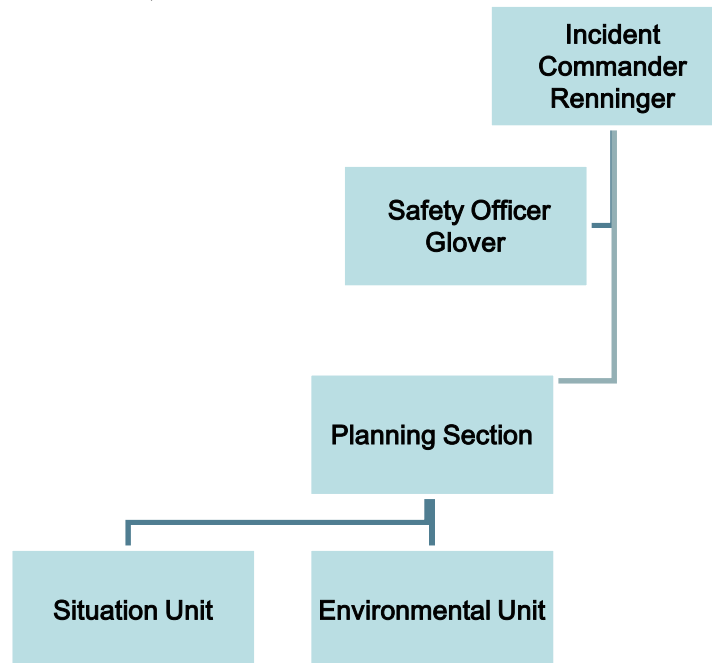 Incident
Commander
Renninger
Safety Officer
Glover
Planning Section
Situation Unit
Environmental Unit